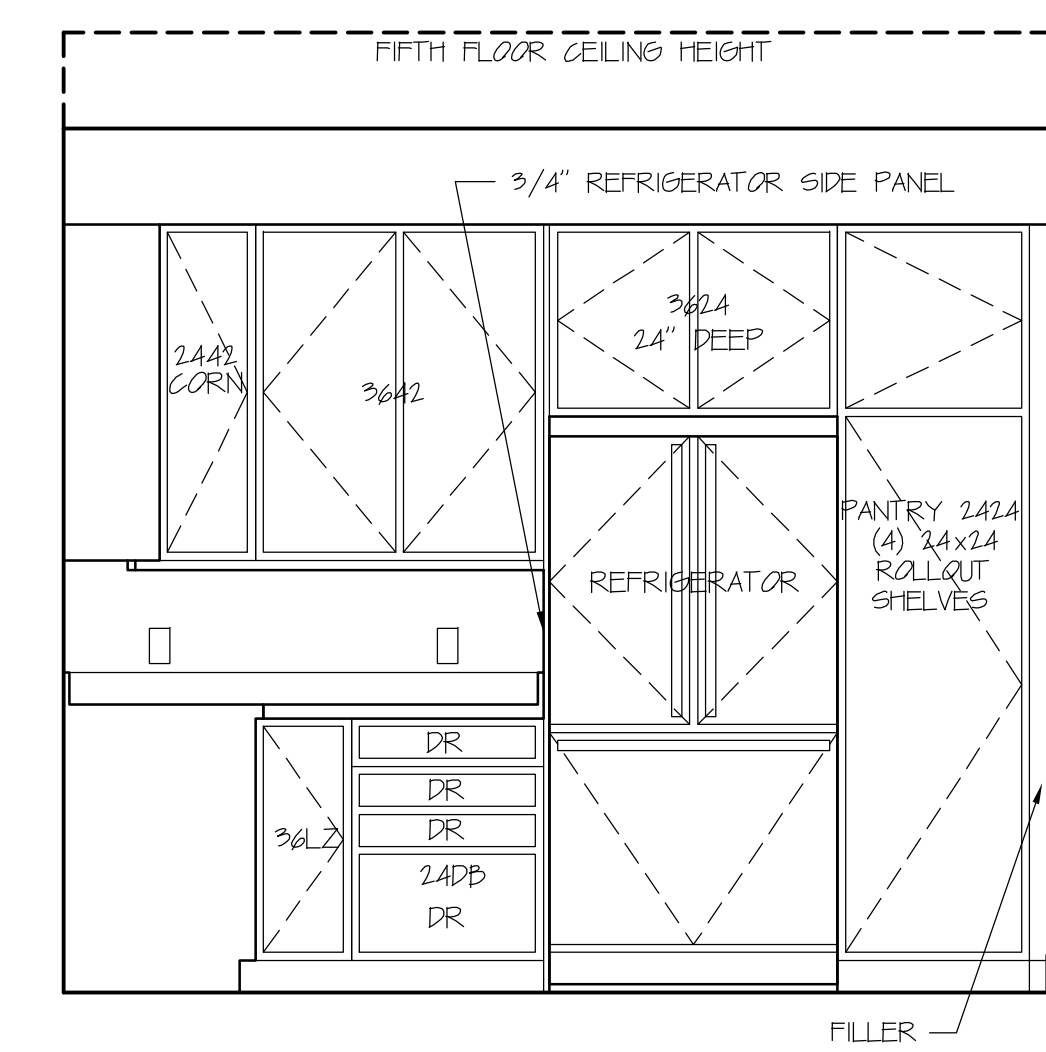 FIFTH FLOOR CEILING HEIGHT
3/4" REFRIGERATOR SIDE PANEL
2442
CORN
3642
3624
24" DEEP
PANTRY 2424
(4) 24x24
ROLLOUT
SHELVES
REFRIGERATOR
DR
DR
DR
36LZ
24DB
DR
FILLER